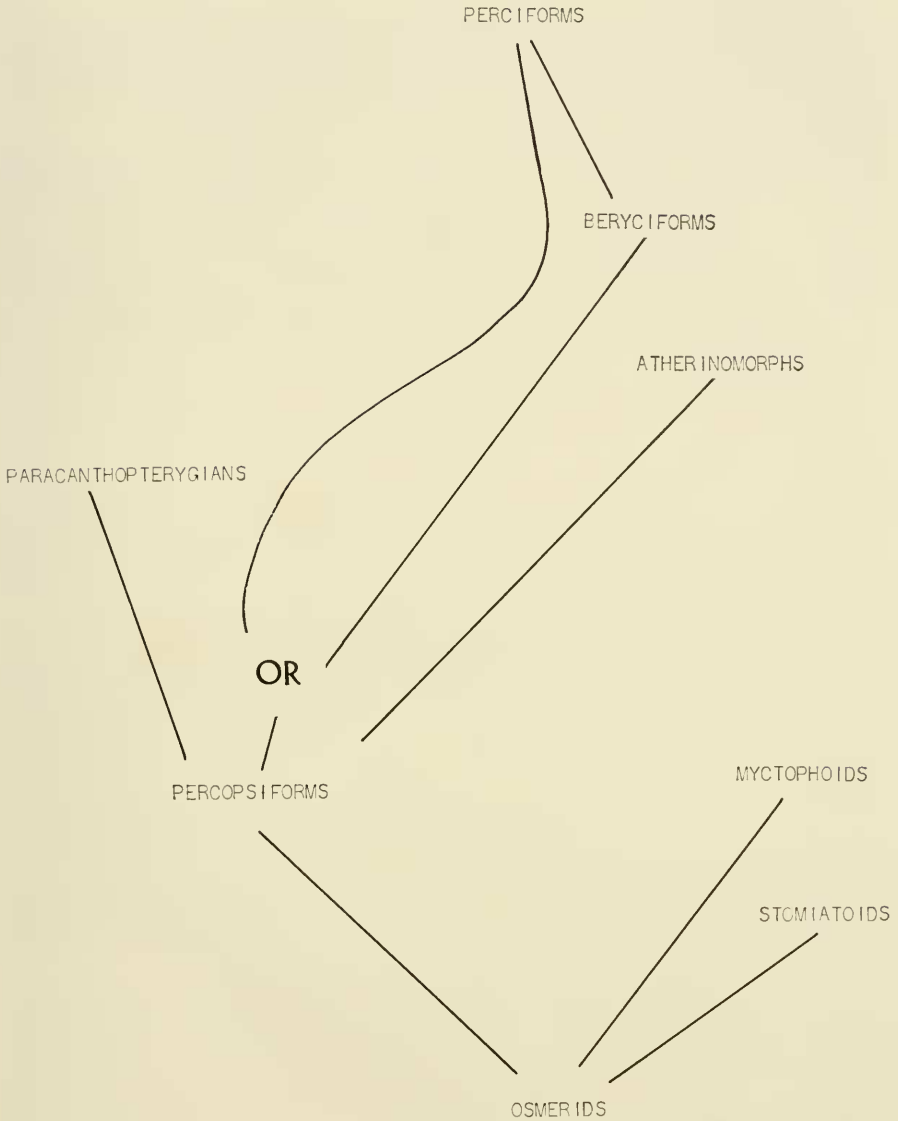 PERCIFORMS
BERYCIFORMS
ATHERINOMORPHS
PARACANTHOPTERYGIANS
OR
MYCTOPHOIDS
PERCOPSIFORMS
STOMIATOIDS
OSMERIDS